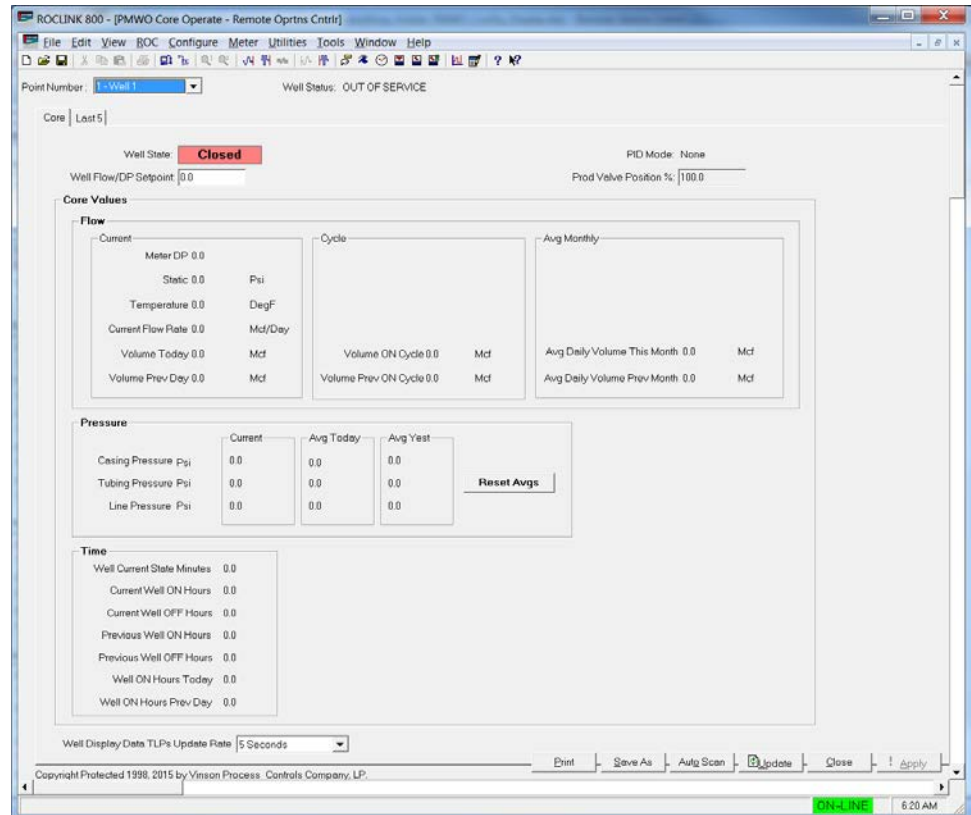 ROCLINK 800 - [PMWO Core Operate - Remote Oprtns Cntrlr]
File Edit View ROC Configure Meter Utilities Tools Window Help
Point Number : 1 - Well 1 Well Status: OUT OF SERVICE
Core Last 5
Well State: Closed PID Mode: None
Well Flow/DP Setpoint 0.0 Prod Valve Position %: 100.0
Core Values
Flow
Current
Meter DP 0.0
Static 0.0 Psi
Temperature 0.0 DegF
Current Flow Rate 0.0 Mcf/Day
Volume Today 0.0 Mcf
Volume Prev Day 0.0 Mcf
Cycle
Volume ON Cycle 0.0 Mcf
Volume Prev ON Cycle 0.0 Mcf
Avg Monthly
Avg Daily Volume This Month 0.0 Mcf
Avg Daily Volume Prev Month 0.0 Mcf
Pressure
Current Avg Today Avg Yest
Casing Pressure Psi 0.0 0.0 0.0
Tubing Pressure Psi 0.0 0.0 0.0
Line Pressure Psi 0.0 0.0 0.0
Reset Avgs
Time
Well Current State Minutes 0.0
Current Well ON Hours 0.0
Current Well OFF Hours 0.0
Previous Well ON Hours 0.0
Previous Well OFF Hours 0.0
Well ON Hours Today 0.0
Well ON Hours Prev Day 0.0
Well Display Data TLPs Update Rate 5 Seconds
Print Save As Auto Scan Update Close ! Apply
Copyright Protected 1998, 2015 by Vinson Process Controls Company, LP.
ON-LINE 6:20 AM